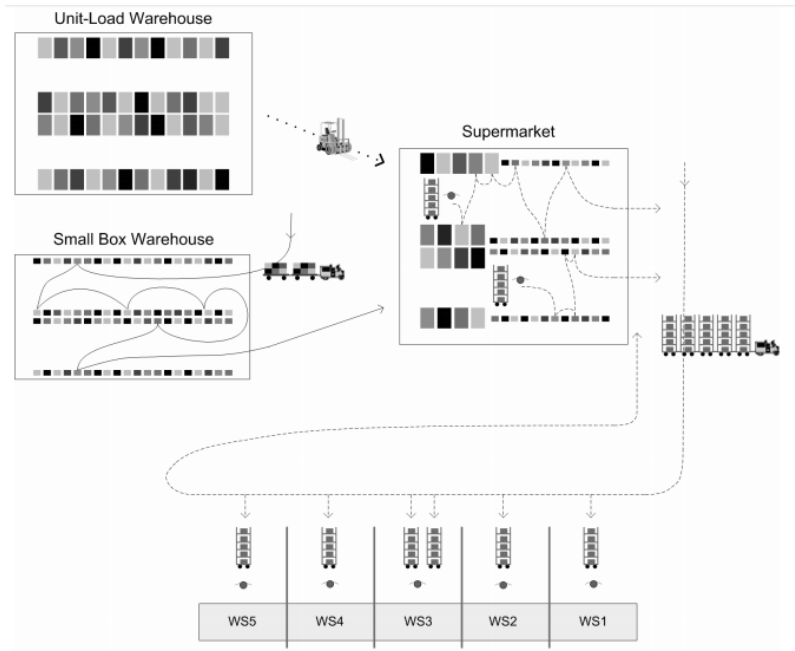 Unit-Load Warehouse
Supermarket
Small Box Warehouse
WS5
WS4
WS3
WS2
WS1